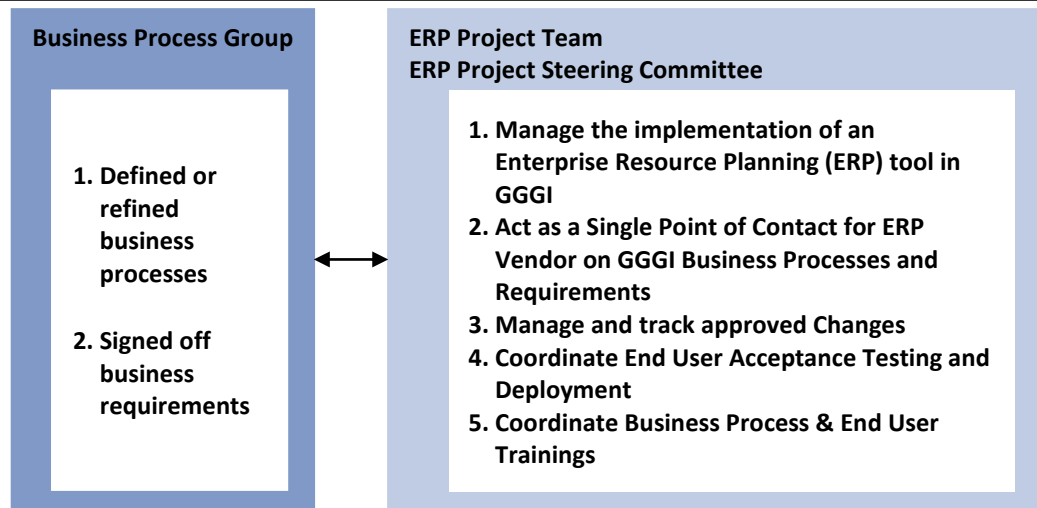 Business Process Group
1. Defined or
refined
business
processes
2. Signed off
business
requirements
ERP Project Team
ERP Project Steering Committee
1. Manage the implementation of an
Enterprise Resource Planning (ERP) tool in
GGGI
2. Act as a Single Point of Contact for ERP
Vendor on GGGI Business Processes and
Requirements
3. Manage and track approved Changes
4. Coordinate End User Acceptance Testing and
Deployment
5. Coordinate Business Process & End User
Trainings